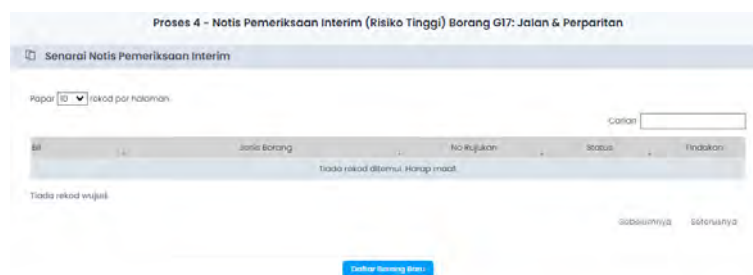 Proses 4 - Notis Pemeriksaan Interim (Risiko Tinggi) Borang G17: Jalan & Perparitan
Senarai Notis Pemeriksaan Interim
Papar 10 rekod per halaman
Carian
Bil Jenis Borang No Rujukan Status Tindakan
Tiada rekod ditemui. Harap maaf.
Tiada rekod wujud.
Sebelumnya Seterusnya
Daftar Borang Baru